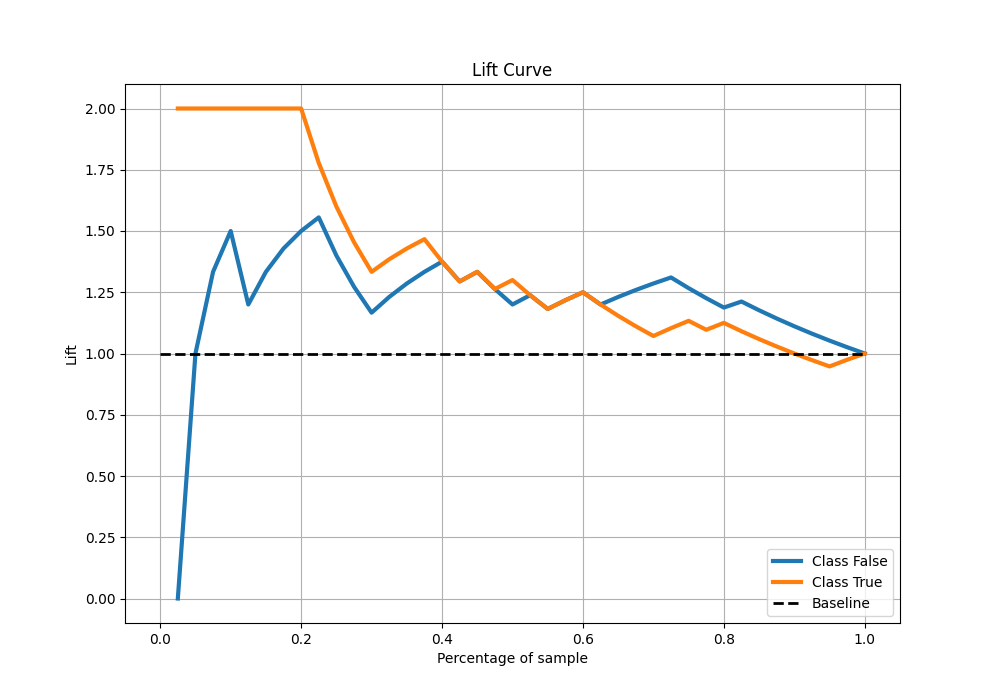 Lift Curve
2.00
1.75
1.50
1.25
1.00
0.75
0.50
0.25
0.00
Lift
0.0 0.2 0.4 0.6 0.8 1.0
Percentage of sample
Class False
Class True
Baseline